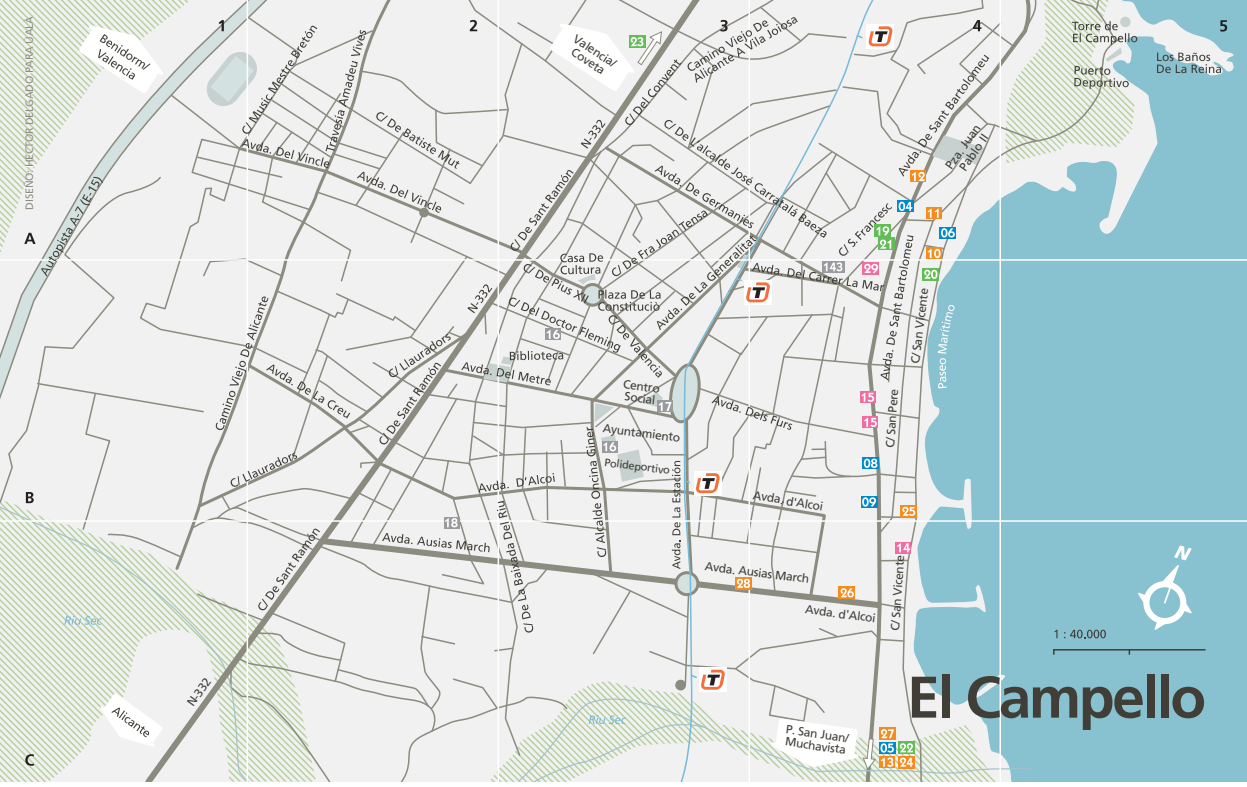 1
2
3
4
5
A
B
C
DISEÑO: HECTOR DELGADO PARA L'ALÀ
Benidorm/
Valencia
Valencia/
Coveta
23
Camino Viejo De
Alicante A Vila Joiosa
T
Torre de
El Campello
Puerto
Deportivo
Los Baños
De La Reina
C/ Music Mestre Bretón
Travesía Amadeu Vives
C/ De Batiste Mut
Avda. Del Vincle
Avda. Del Vincle
Autopista A-7 (E-15)
N-332
C/ Del Convent
C/ De L'alcalde José Carratalá Baeza
Avda. De Sant Bartolomeu
Pza. Juan
Pablo II
12
04
11
06
10
19
21
20
C/ S. Francesc
Avda. De Germanies
C/ De Fra Joan Tensa
Avda. De La Generalitat
C/ De Sant Ramón
Casa De
Cultura
C/ De Pius XII
Plaza De La
Constitució
143
29
Avda. Del Carrer La Mar
T
Avda. De Sant Bartolomeu
C/ San Vicente
Paseo Marítimo
N-332
C/ Del Doctor Fleming
16
C/ De Valencia
Biblioteca
Avda. Del Metre
Camino Viejo De Alicante
C/ Llauradors
Avda. De La Creu
C/ De Sant Ramón
Centro
Social
17
Avda. Dels Furs
15
15
C/ San Pere
Ayuntamiento
16
Polideportivo
C/ Llauradors
08
09
25
Avda. D'Alcoi
C/ Alcalde Oncina Giner
Avda. De La Estación
T
Avda. d'Alcoi
18
C/ De La Baixada Del Riu
Avda. Ausias March
C/ De Sant Ramón
Avda. Ausias March
28
26
Avda. d'Alcoi
14
C/ San Vicente
N
1 : 40.000
Riu Sec
N-332
Alicante
Riu Sec
T
P. San Juan/
Muchavista
27
05 22
13 24
El Campello